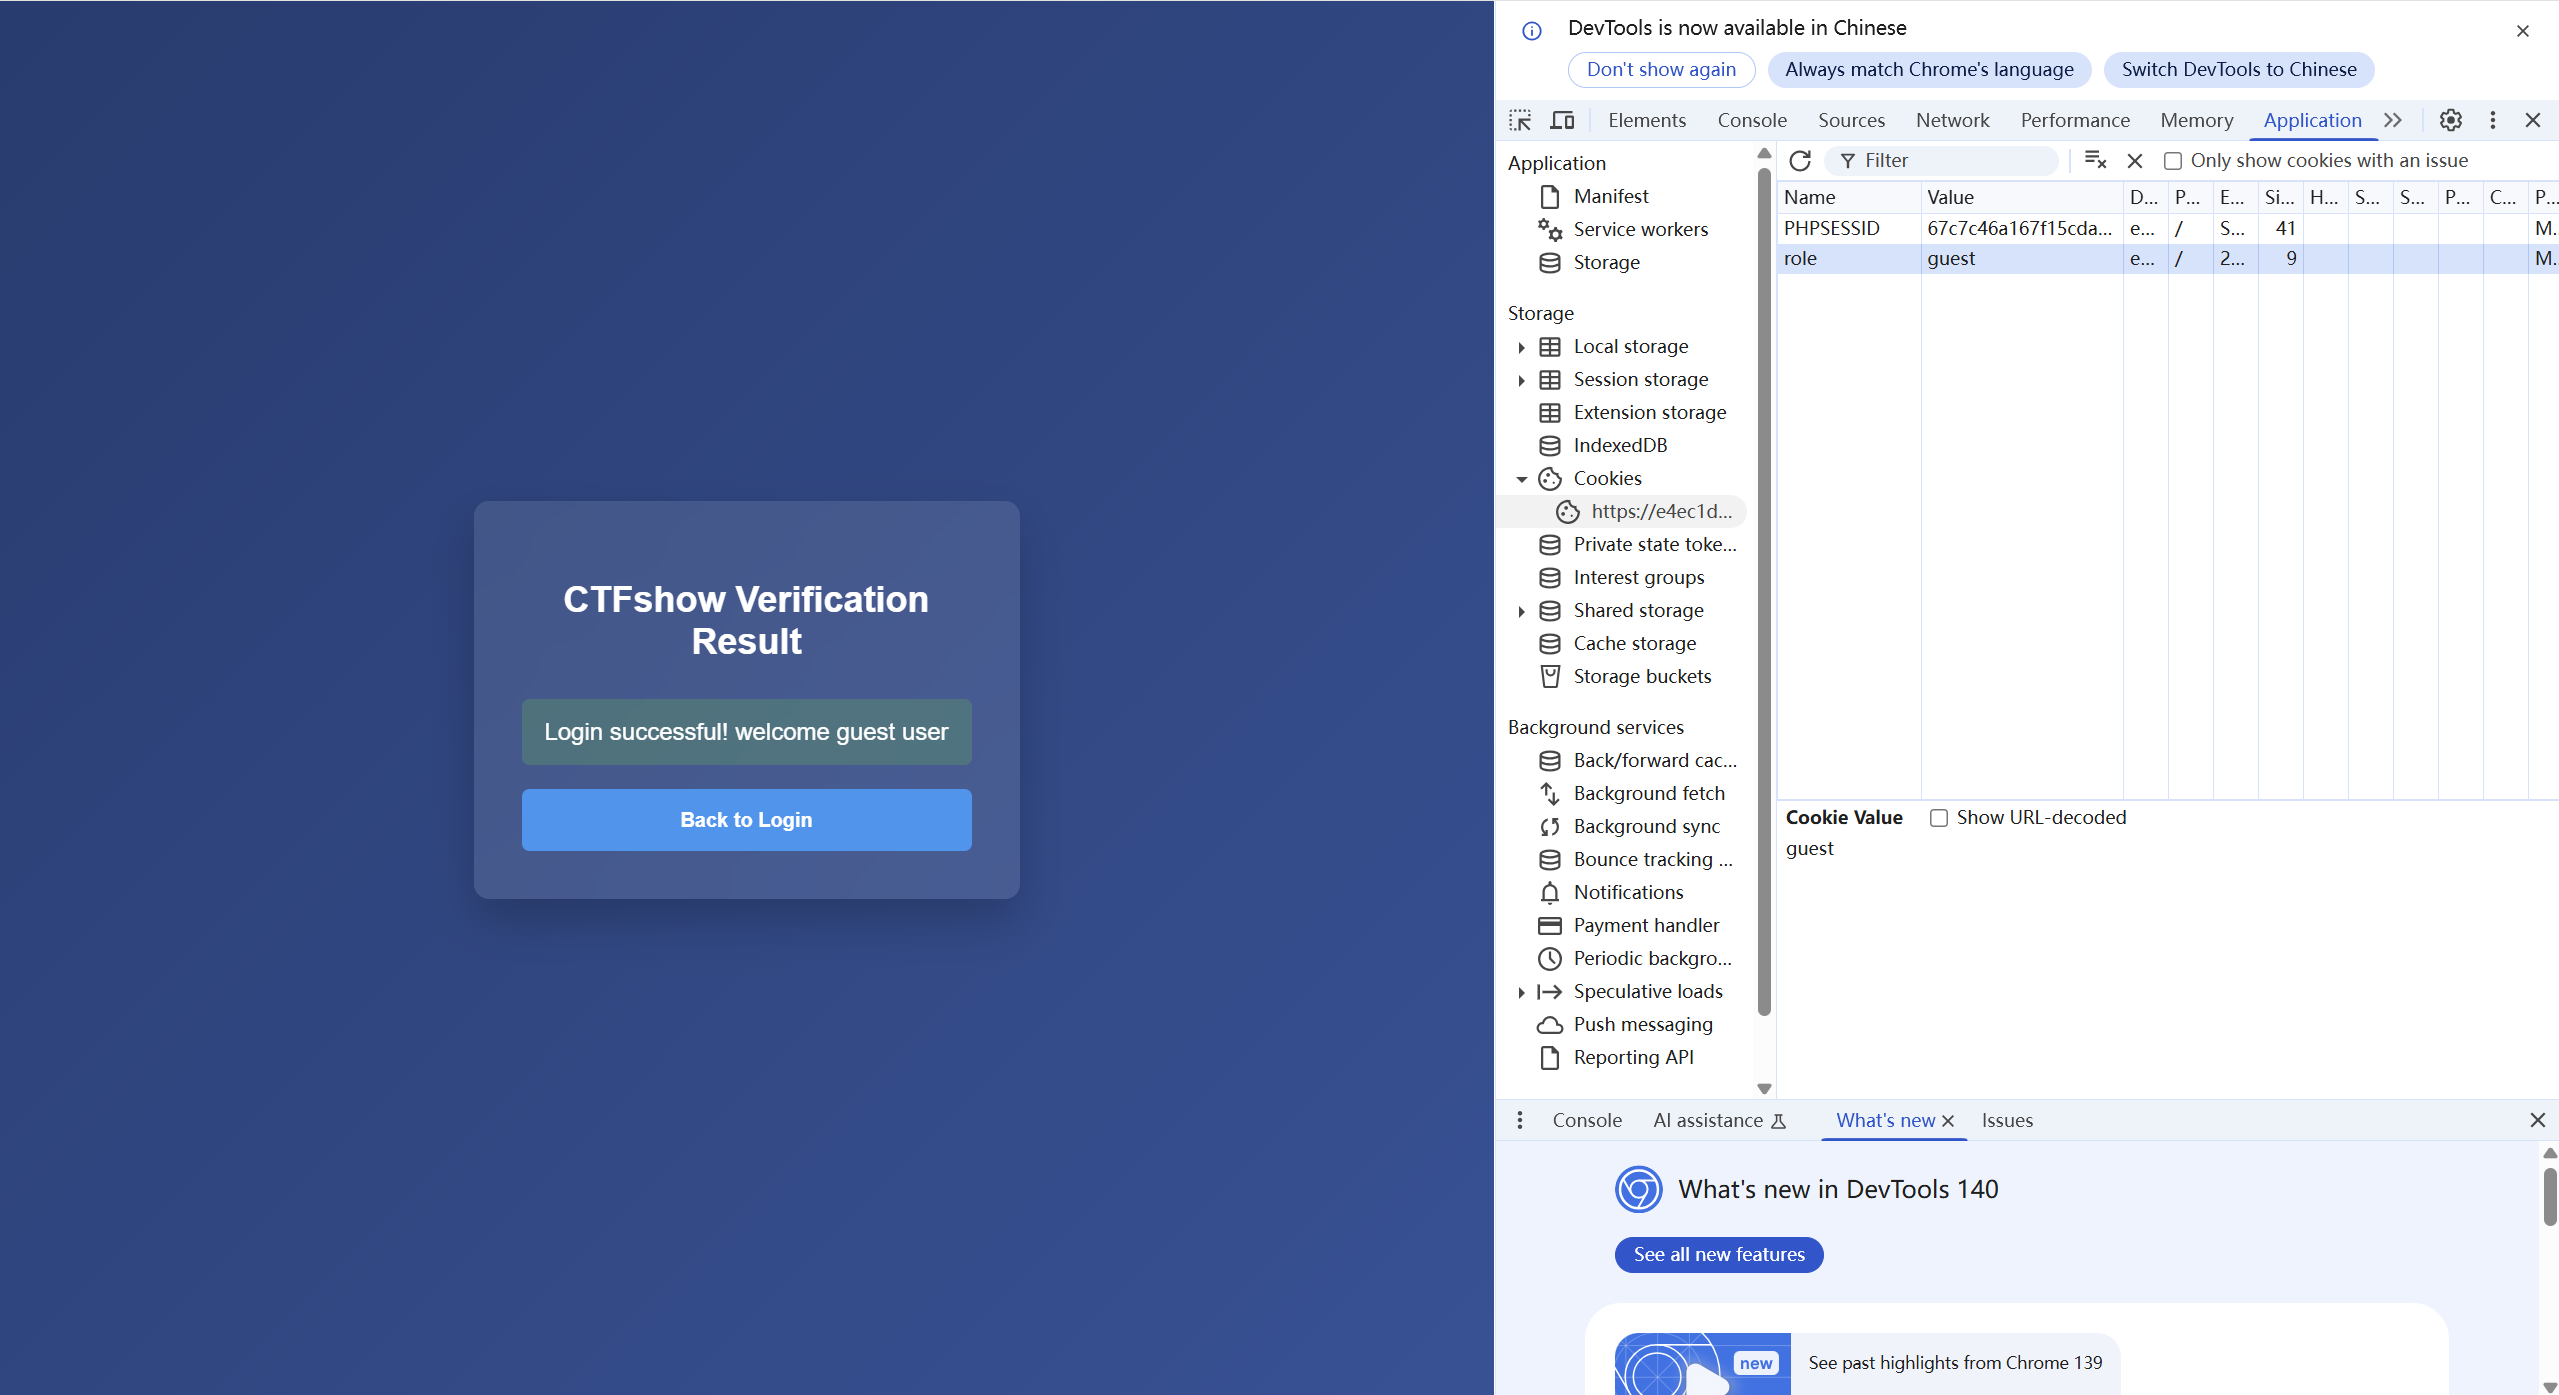 CTFshow Verification
Result
Login successful! welcome guest user
Back to Login
DevTools is now available in Chinese
Don't show again
Always match Chrome's language
Switch DevTools to Chinese
Elements Console Sources Network Performance Memory Application
Application
Manifest
Service workers
Storage
Storage
Local storage
Session storage
Extension storage
IndexedDB
Cookies
https://e4ec1d...
Private state toke...
Interest groups
Shared storage
Cache storage
Storage buckets
Background services
Back/forward cac...
Background fetch
Background sync
Bounce tracking ...
Notifications
Payment handler
Periodic backgro...
Speculative loads
Push messaging
Reporting API
Filter
Only show cookies with an issue
Name Value D... P... E... Si... H... S... S... P... C... P...
PHPSESSID 67c7c46a167f15cda... e... / S... 41 M...
role guest e... / 2... 9 M...
Cookie Value Show URL-decoded
guest
Console AI assistance What's new Issues
What's new in DevTools 140
See all new features
new
See past highlights from Chrome 139